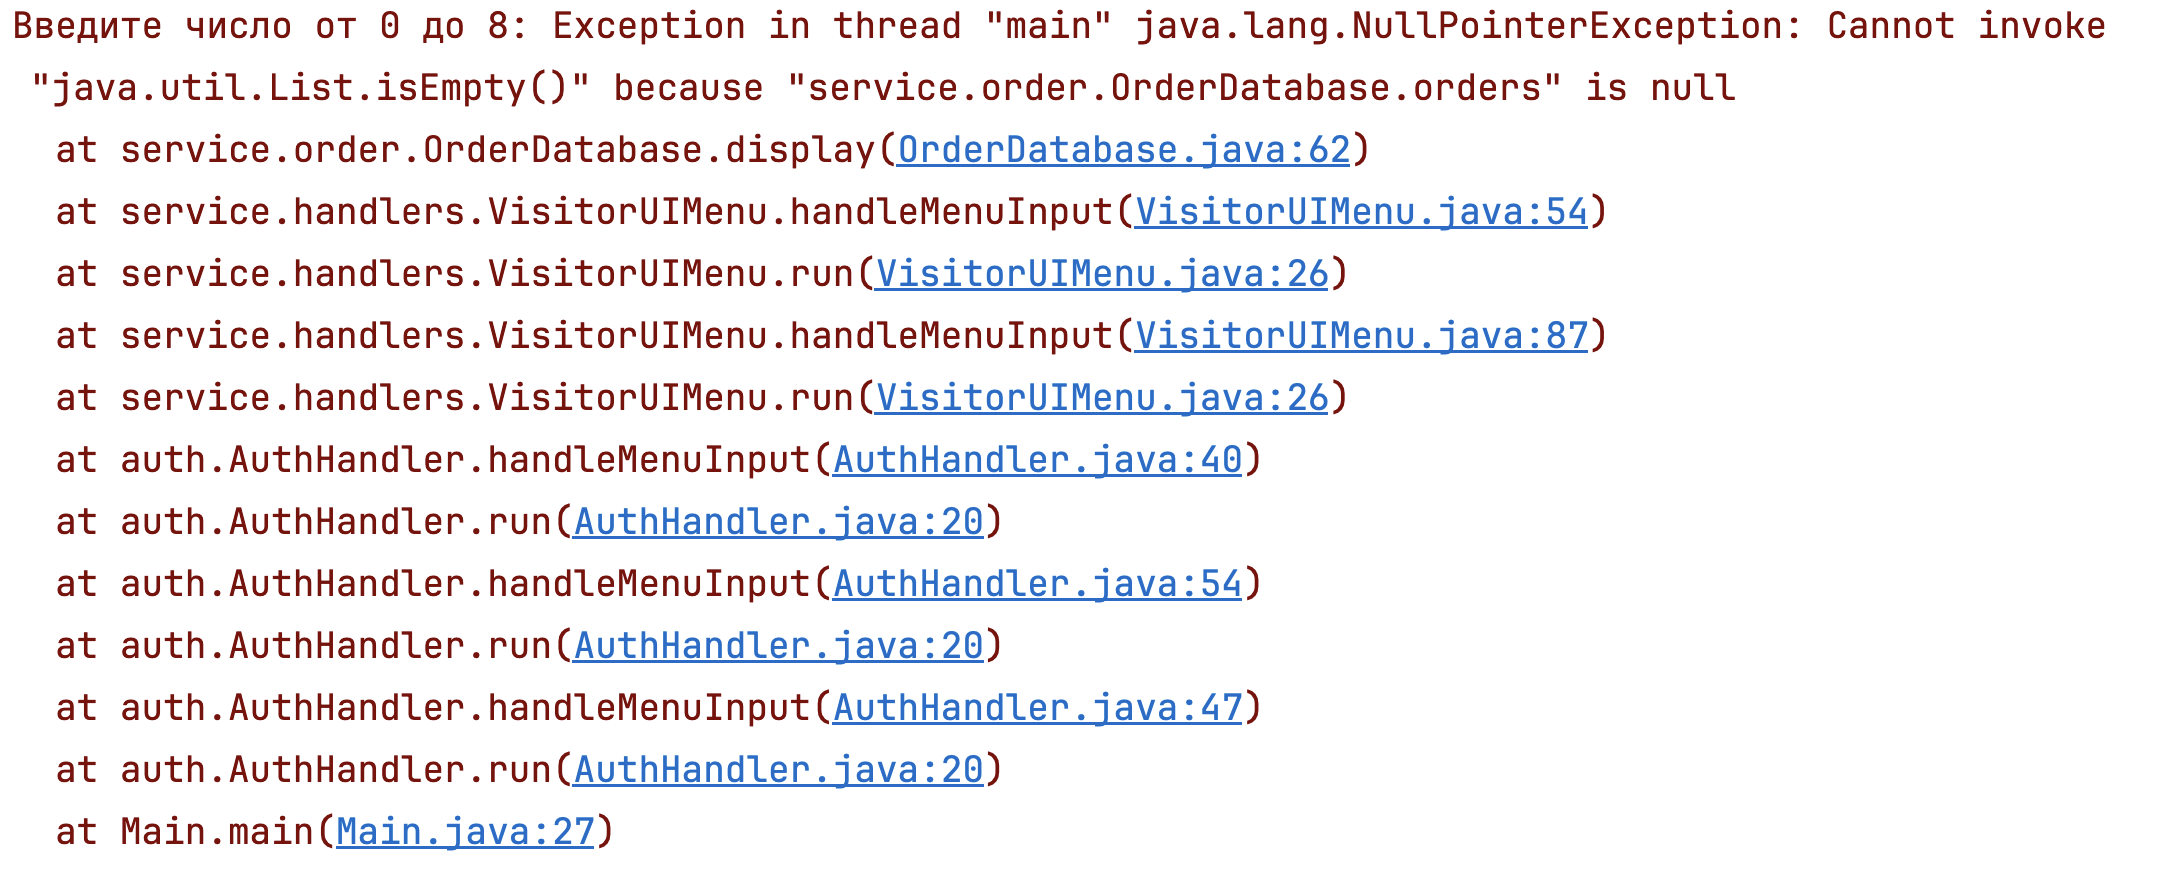 Введите число от 0 до 8: Exception in thread "main" java.lang.NullPointerException: Cannot invoke
"java.util.List.isEmpty()" because "service.order.OrderDatabase.orders" is null
at service.order.OrderDatabase.display(OrderDatabase.java:62)
at service.handlers.VisitorUIMenu.handleMenuInput(VisitorUIMenu.java:54)
at service.handlers.VisitorUIMenu.run(VisitorUIMenu.java:26)
at service.handlers.VisitorUIMenu.handleMenuInput(VisitorUIMenu.java:87)
at service.handlers.VisitorUIMenu.run(VisitorUIMenu.java:26)
at auth.AuthHandler.handleMenuInput(AuthHandler.java:40)
at auth.AuthHandler.run(AuthHandler.java:20)
at auth.AuthHandler.handleMenuInput(AuthHandler.java:54)
at auth.AuthHandler.run(AuthHandler.java:20)
at auth.AuthHandler.handleMenuInput(AuthHandler.java:47)
at auth.AuthHandler.run(AuthHandler.java:20)
at Main.main(Main.java:27)